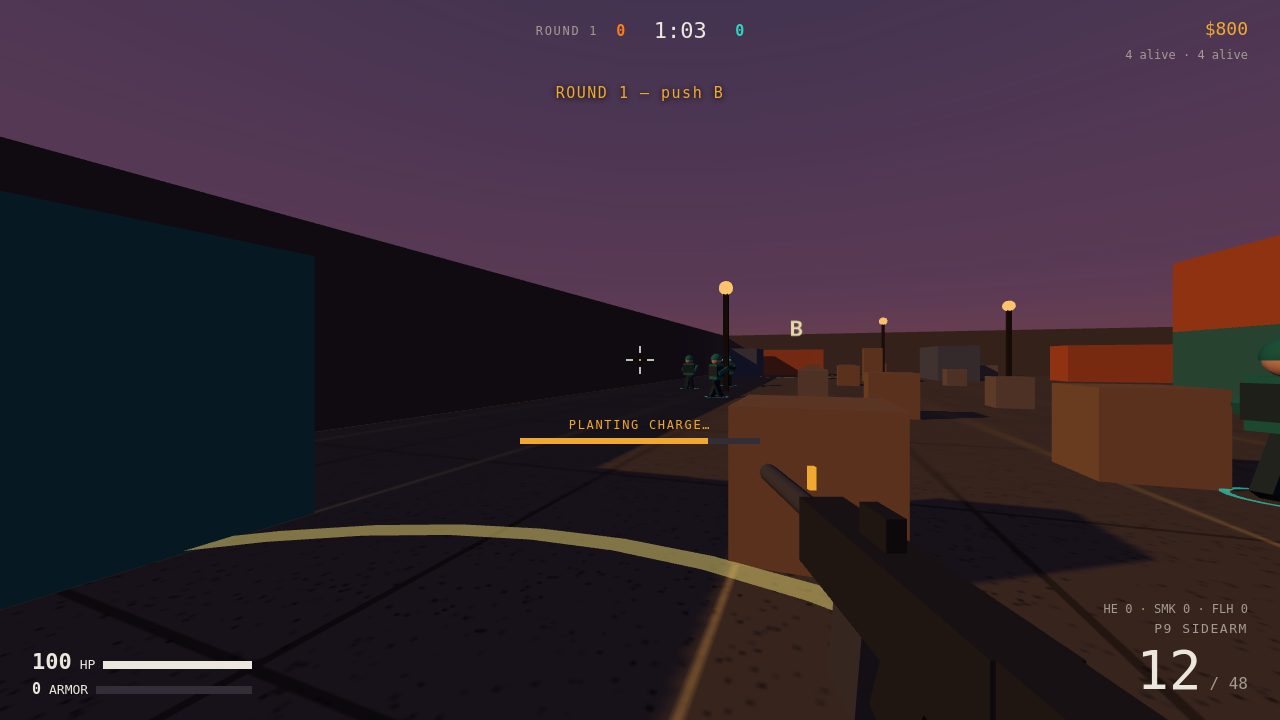 ROUND 1 0 1:03 0
$800
4 alive · 4 alive
ROUND 1 — push B
B
PLANTING CHARGE…
HE 0 · SMK 0 · FLH 0
P9 SIDEARM
100 HP
12 / 48
0 ARMOR